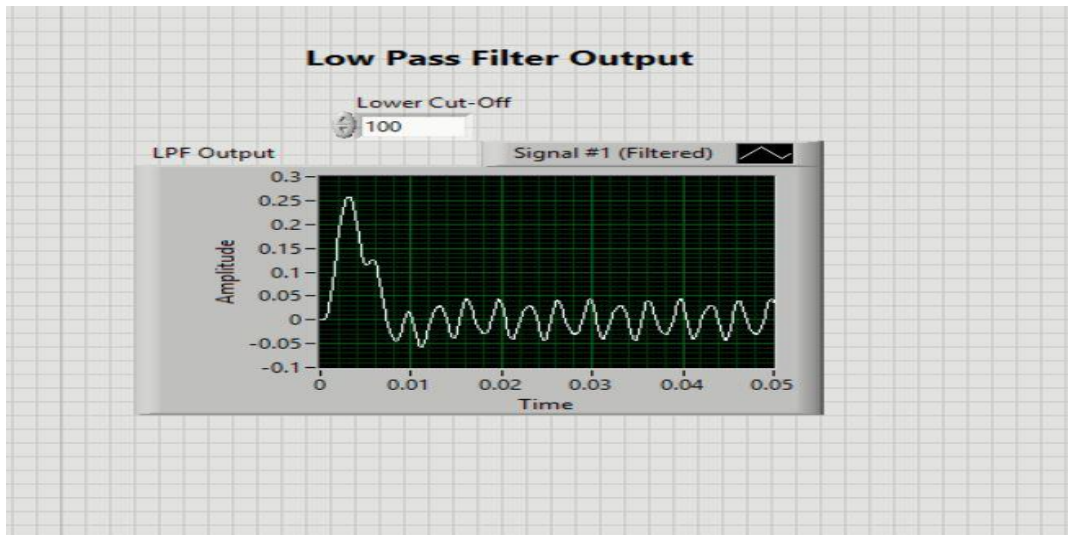 Low Pass Filter Output
Lower Cut-Off
100
LPF Output
Signal #1 (Filtered)
0.3
0.25
0.2
0.15
0.1
0.05
0
-0.05
-0.1
Amplitude
0 0.01 0.02 0.03 0.04 0.05
Time